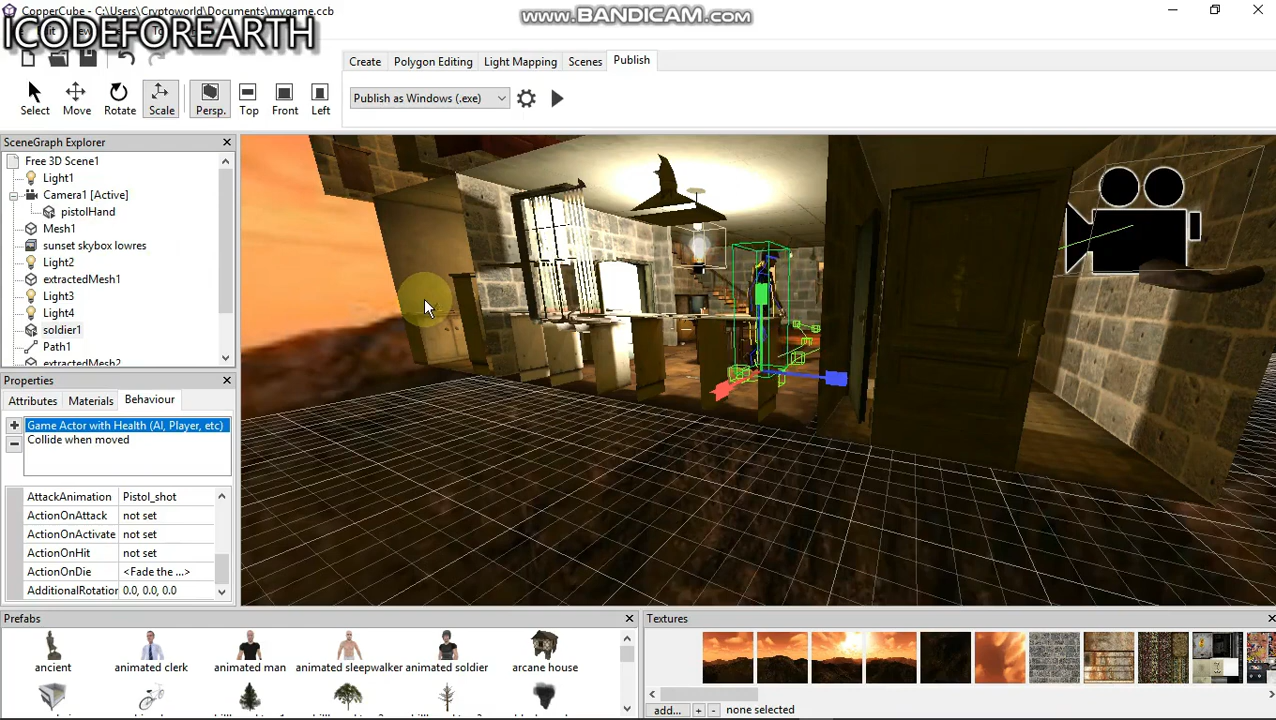 CopperCube - C:\Users\Cryptoworld\Documents\mygame.ccb
www.BANDICAM.com
ICODEFOREARTH
Create
Polygon Editing
Light Mapping
Scenes
Publish
Select
Move
Rotate
Scale
Persp.
Top
Front
Left
Publish as Windows (.exe)
SceneGraph Explorer
Free 3D Scene1
Light1
Camera1 [Active]
pistolHand
Mesh1
sunset skybox lowres
Light2
extractedMesh1
Light3
Light4
soldier1
Path1
extractedMesh2
Properties
Attributes
Materials
Behaviour
Game Actor with Health (AI, Player, etc)
Collide when moved
AttackAnimation Pistol_shot
ActionOnAttack not set
ActionOnActivate not set
ActionOnHit not set
ActionOnDie <Fade the ...>
AdditionalRotation 0.0, 0.0, 0.0
Prefabs
ancient
animated clerk
animated man
animated sleepwalker
animated soldier
arcane house
Textures
add...
+
-
none selected